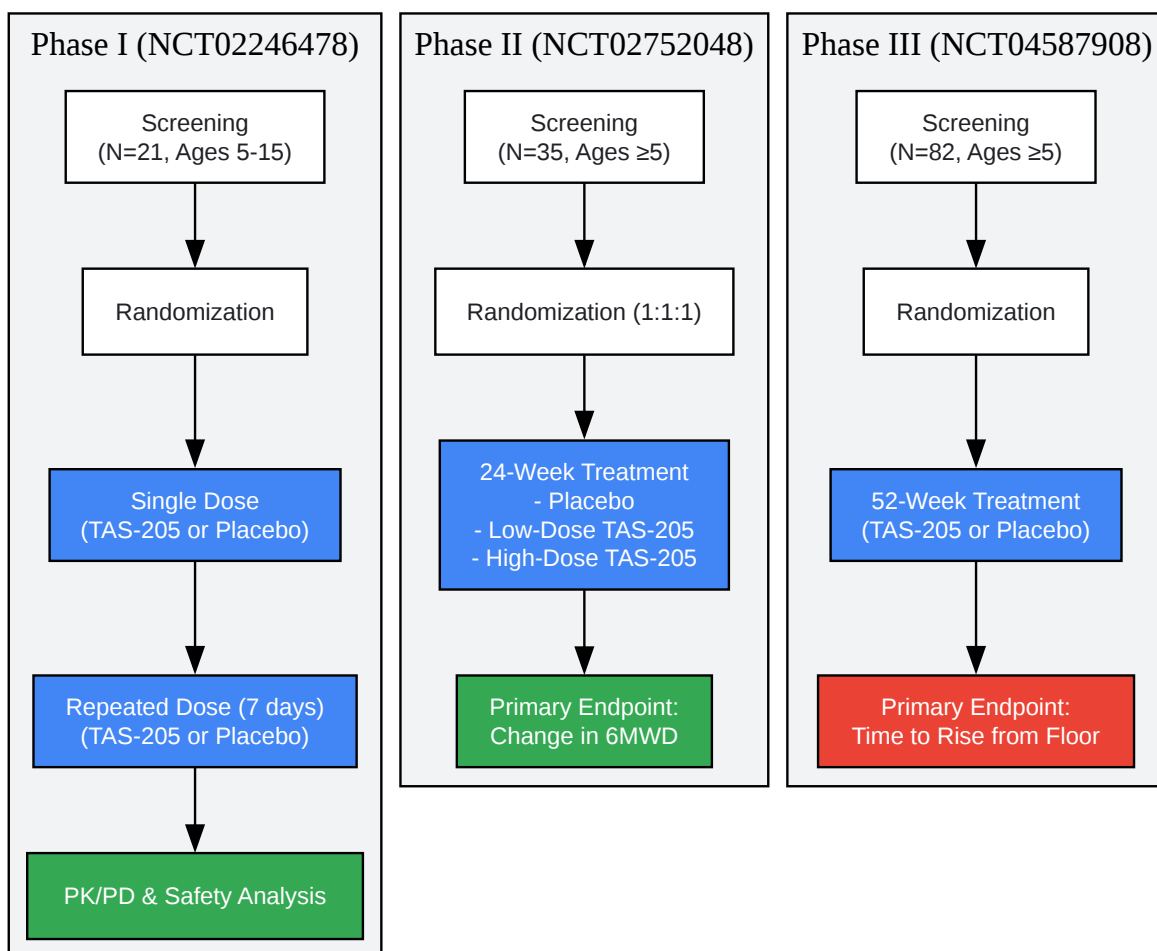 Phase I (NCT02246478)
Screening
(N=21, Ages 5-15)
Randomization
Single Dose
(TAS-205 or Placebo)
Repeated Dose (7 days)
(TAS-205 or Placebo)
PK/PD & Safety Analysis
Phase II (NCT02752048)
Screening
(N=35, Ages ≥5)
Randomization (1:1:1)
24-Week Treatment
- Placebo
- Low-Dose TAS-205
- High-Dose TAS-205
Primary Endpoint:
Change in 6MWD
Phase III (NCT04587908)
Screening
(N=82, Ages ≥5)
Randomization
52-Week Treatment
(TAS-205 or Placebo)
Primary Endpoint:
Time to Rise from Floor